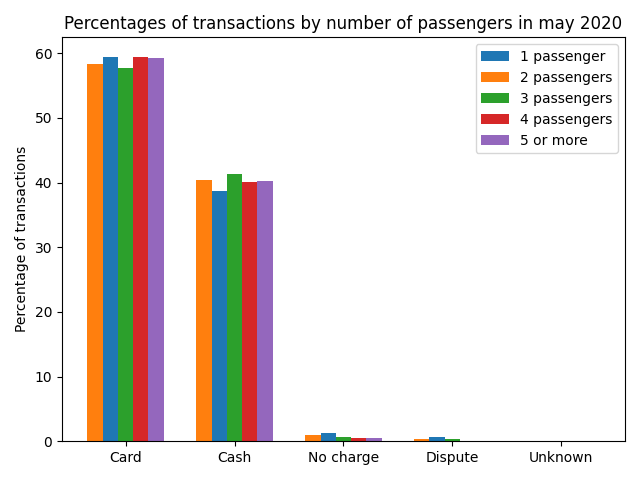 Percentages of transactions by number of passengers in may 2020
1 passenger
2 passengers
3 passengers
4 passengers
5 or more
Percentage of transactions
60
50
40
30
20
10
0
Card
Cash
No charge
Dispute
Unknown